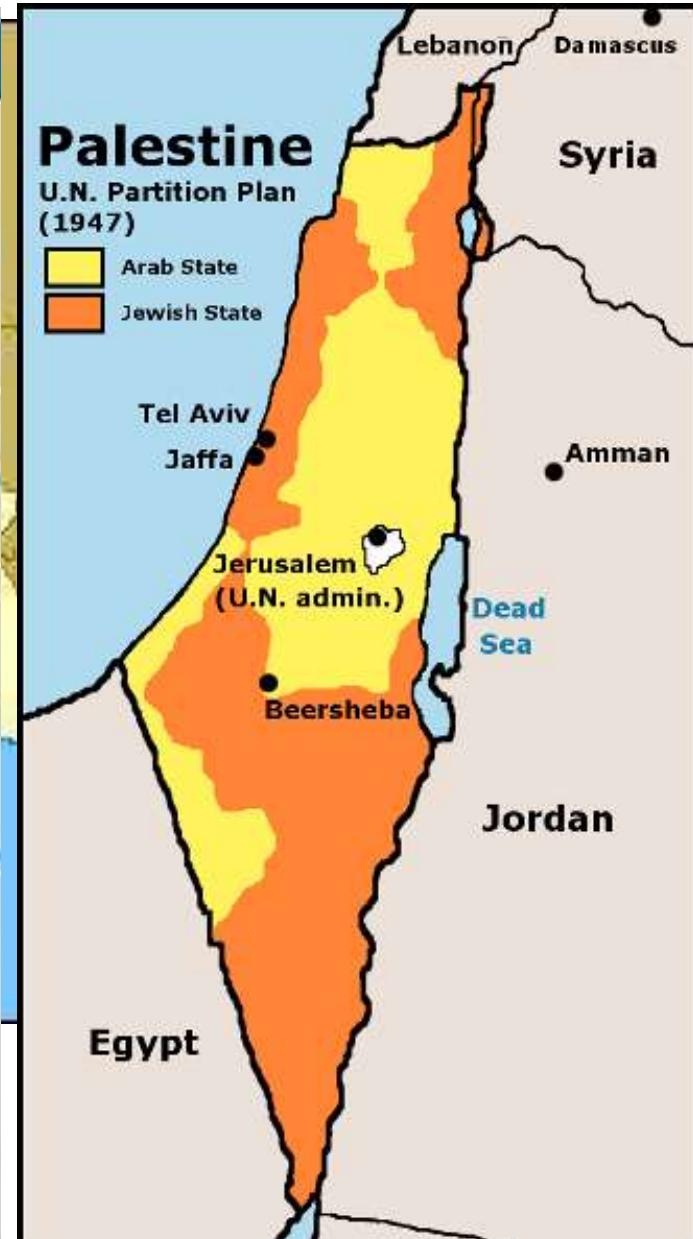 Lebanon
Damascus
Palestine
Syria
U.N. Partition Plan
(1947)
Arab State
Jewish State
Tel Aviv
Jaffa
Amman
Jerusalem
(U.N. admin.)
Dead
Sea
Beersheba
Jordan
Egypt